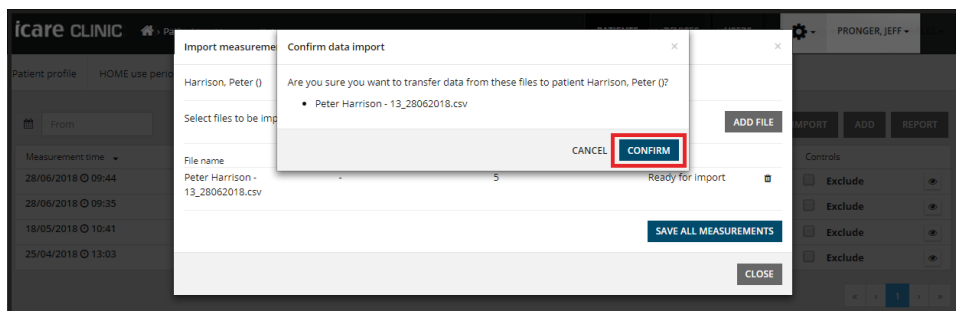 icare CLINIC
PATIENTS
PRONGER, JEFF
Patient profile
HOME use perio
Import measureme
Confirm data import
×
×
Harrison, Peter ()
Are you sure you want to transfer data from these files to patient Harrison, Peter ()?
• Peter Harrison - 13_28062018.csv
Select files to be imp
ADD FILE
CANCEL
CONFIRM
From
IMPORT
ADD
REPORT
File name
Peter Harrison -
13_28062018.csv
-
5
Ready for import
SAVE ALL MEASUREMENTS
CLOSE
Measurement time
Controls
28/06/2018 09:44
Exclude
28/06/2018 09:35
Exclude
18/05/2018 10:41
Exclude
25/04/2018 13:03
Exclude
« ‹ 1 › »